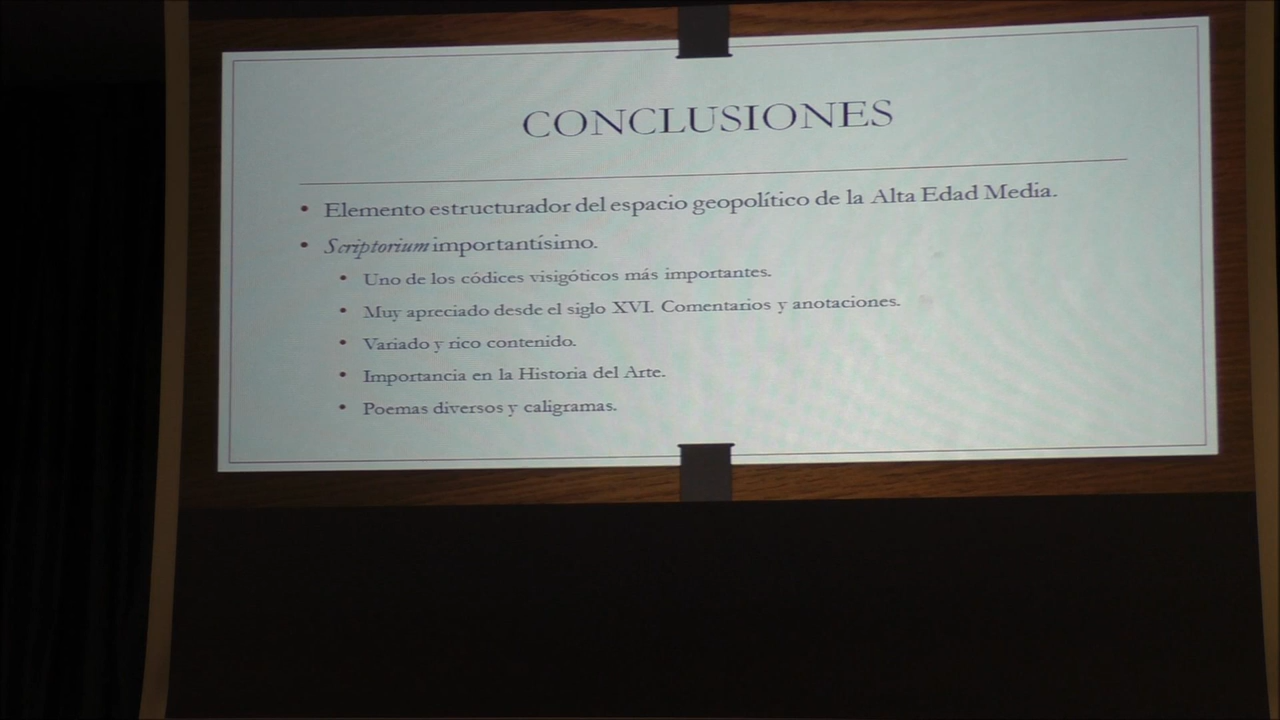 CONCLUSIONES
• Elemento estructurador del espacio geopolítico de la Alta Edad Media.
• Scriptorium importantísimo.
• Uno de los códices visigóticos más importantes.
• Muy apreciado desde el siglo XVI. Comentarios y anotaciones.
• Variado y rico contenido.
• Importancia en la Historia del Arte.
• Poemas diversos y caligramas.